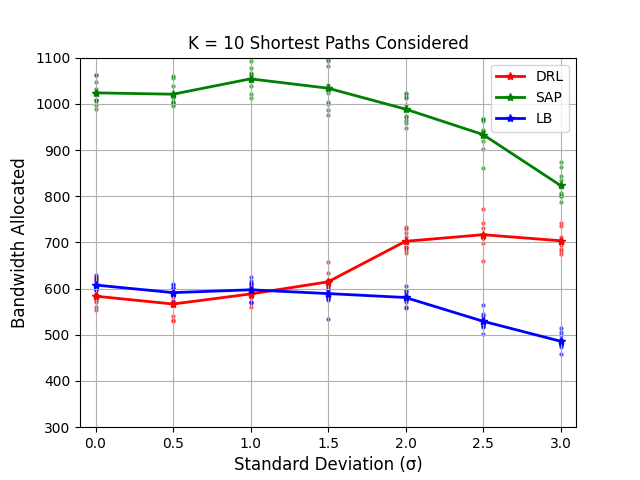 K = 10 Shortest Paths Considered
1100
1000
900
800
700
600
500
400
300
Bandwidth Allocated
DRL
SAP
LB
0.0 0.5 1.0 1.5 2.0 2.5 3.0
Standard Deviation (σ)